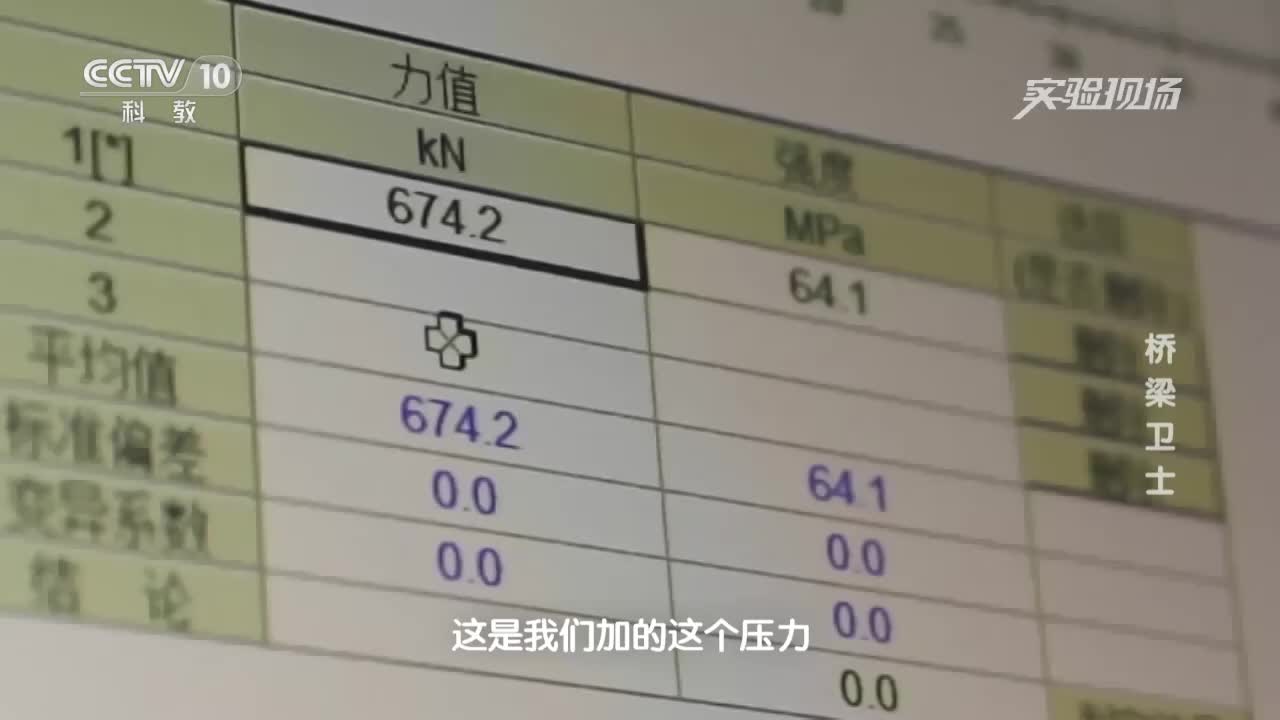 CCTV 10
科教
实验现场
力值
强度
kN
MPa
1[*]
674.2
64.1
2
3
平均值
674.2
64.1
标准偏差
0.0
0.0
变异系数
0.0
0.0
结 论
0.0
桥梁卫士
这是我们加的这个压力